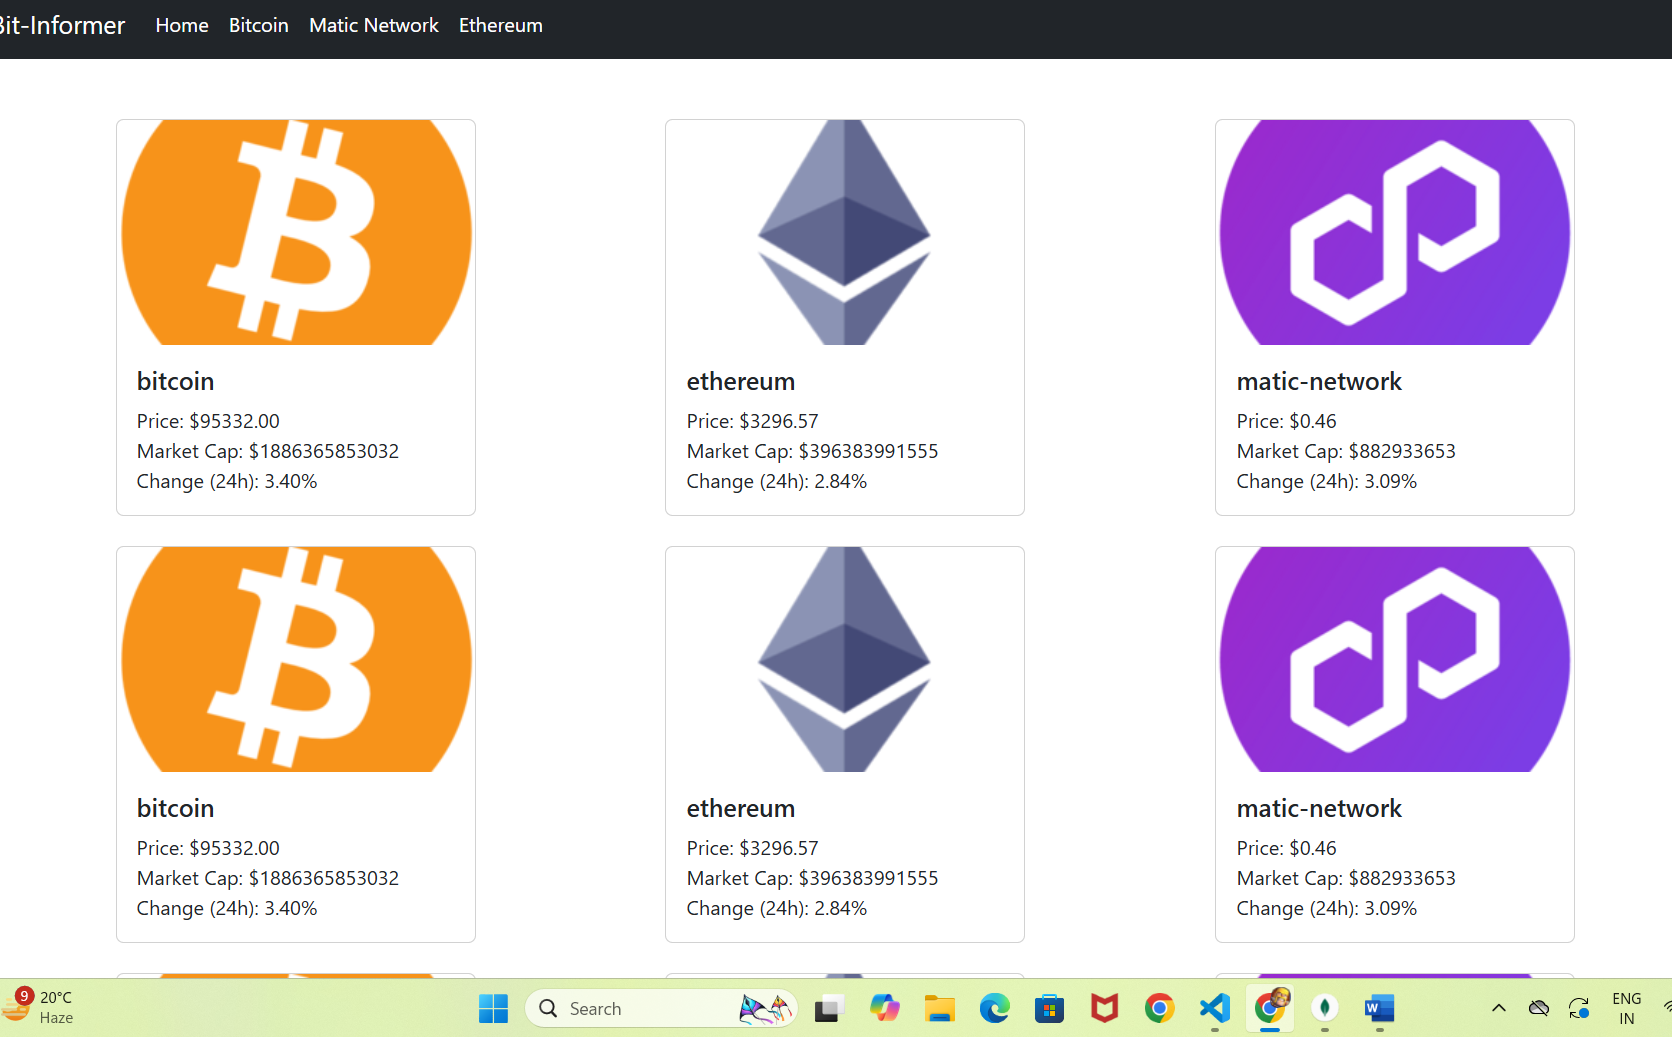 Bit-Informer Home Bitcoin Matic Network Ethereum
bitcoin
Price: $95332.00
Market Cap: $1886365853032
Change (24h): 3.40%
ethereum
Price: $3296.57
Market Cap: $396383991555
Change (24h): 2.84%
matic-network
Price: $0.46
Market Cap: $882933653
Change (24h): 3.09%
bitcoin
Price: $95332.00
Market Cap: $1886365853032
Change (24h): 3.40%
ethereum
Price: $3296.57
Market Cap: $396383991555
Change (24h): 2.84%
matic-network
Price: $0.46
Market Cap: $882933653
Change (24h): 3.09%
9
20°C
Haze
Search
W
ENG
IN